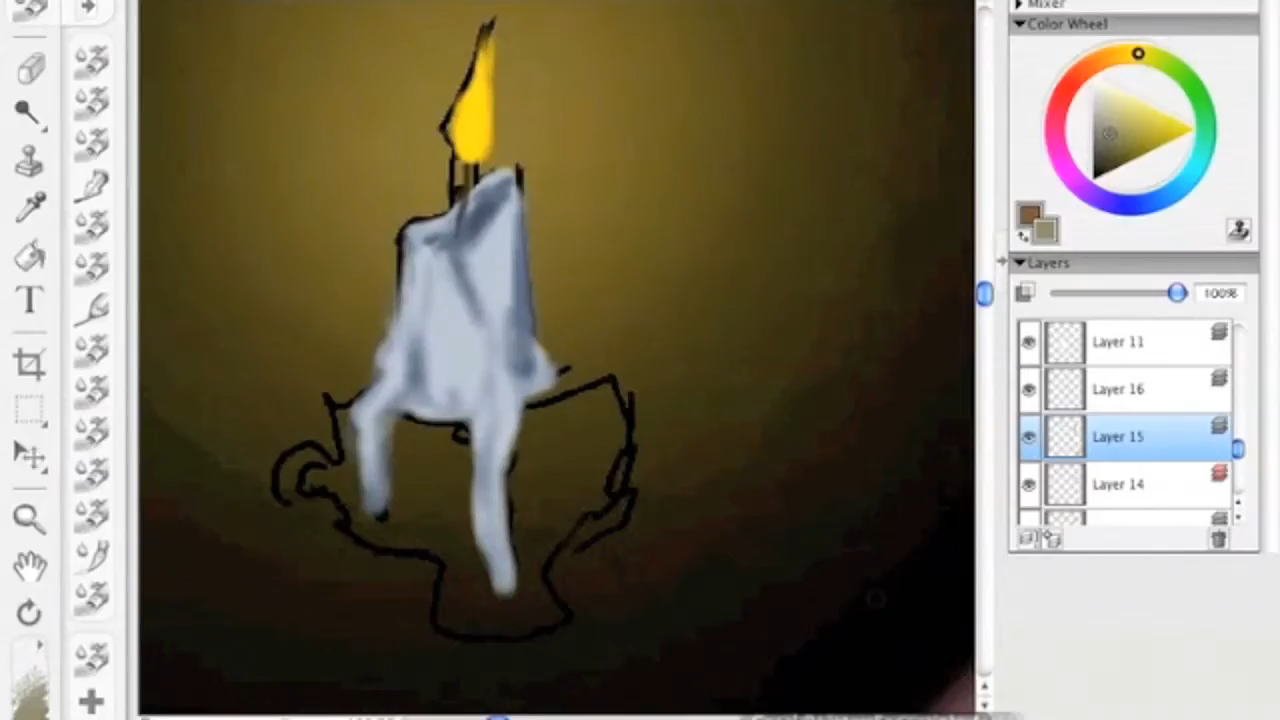 Mixer
Color Wheel
Layers
100%
Layer 11
Layer 16
Layer 15
Layer 14
T